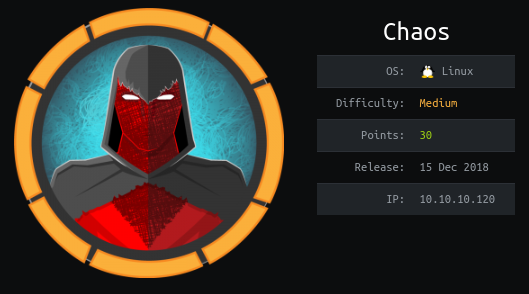 Chaos
OS: Linux
Difficulty: Medium
Points: 30
Release: 15 Dec 2018
IP: 10.10.10.120